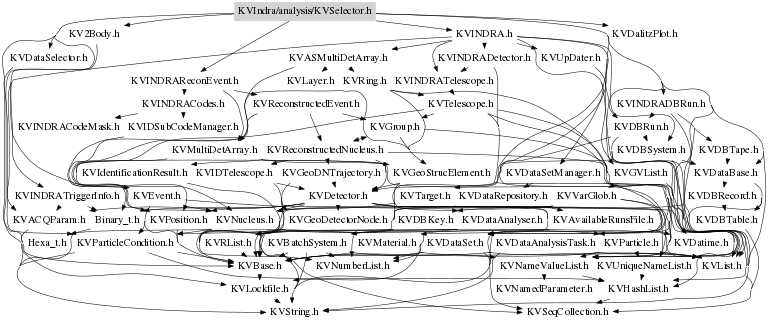 KVIndra/analysis/KVSelector.h
KV2Body.h KVINDRA.h KVDalitzPlot.h
KVDataSelector.h KVASMultiDetArray.h KVINDRADetector.h KVUpDater.h
KVINDRAReconEvent.h KVLayer.h KVRing.h KVINDRATelescope.h
KVINDRACodes.h KVReconstructedEvent.h KVTelescope.h KVINDRADBRun.h
KVINDRACodeMask.h KVIDSubCodeManager.h KVGroup.h KVDBRun.h
KVMultiDetArray.h KVReconstructedNucleus.h KVDBSystem.h KVDBTape.h
KVIdentificationResult.h KVIDTelescope.h KVGeoDNTrajectory.h KVGeoStrucElement.h KVDataSetManager.h KVGVList.h KVDataBase.h
KVINDRATriggerInfo.h KVEvent.h KVDetector.h KVTarget.h KVDataRepository.h KVVarGlob.h KVDBRecord.h
KVACQParam.h Binary_t.h KVPosition.h KVNucleus.h KVGeoDetectorNode.h KVDBKey.h KVDataAnalyser.h KVAvailableRunsFile.h KVDBTable.h
Hexa_t.h KVParticleCondition.h KVRList.h KVBatchSystem.h KVMaterial.h KVDataSet.h KVDataAnalysisTask.h KVParticle.h KVDatime.h
KVBase.h KVNumberList.h KVNameValueList.h KVUniqueNameList.h KVList.h
KVLockfile.h KVNamedParameter.h KVHashList.h
KVString.h KVSeqCollection.h